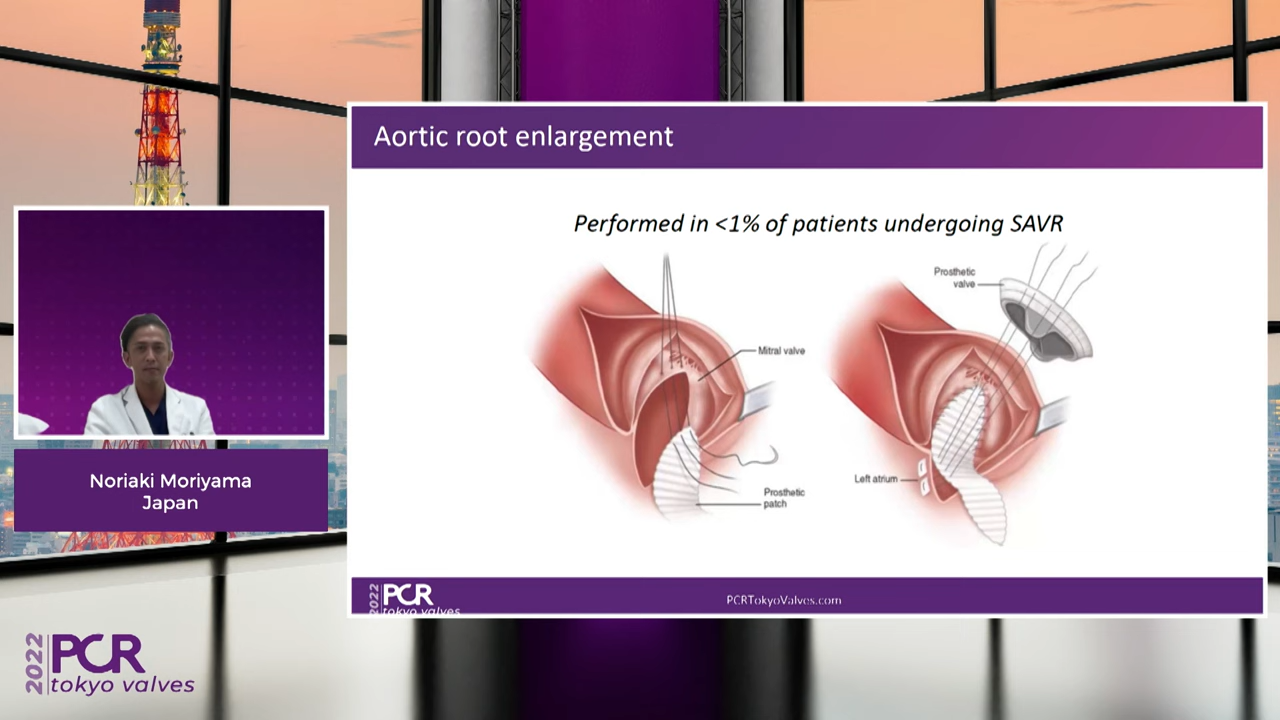 Aortic root enlargement
Performed in <1% of patients undergoing SAVR
Prosthetic
valve
Mitral valve
Left atrium
Prosthetic
patch
Noriaki Moriyama
Japan
2022
PCR
tokyo valves
PCRTokyoValves.com
2022
PCR
tokyo valves